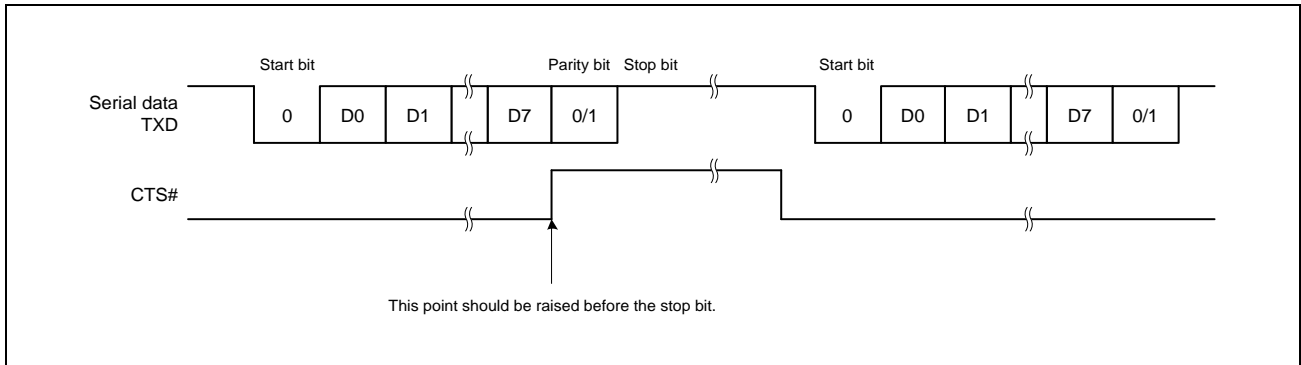 Start bit Parity bit Stop bit Start bit
Serial data
TXD
0 D0 D1 D7 0/1 0 D0 D1 D7 0/1
CTS#
This point should be raised before the stop bit.